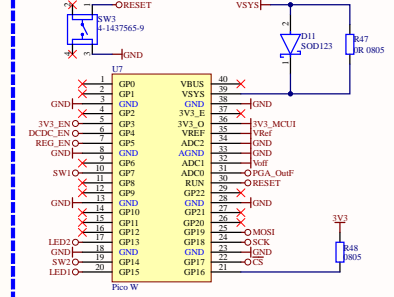 2
1
RESET
VSYS
SW3
4-1437565-9
4
3
GND
2
D11
SOD123
1
R47
0R 0805
U7
1 GP0 VBUS 40
2 GP1 VSYS 39
GND 3 GND GND 38 GND
4 GP2 3V3_E 37
3V3_EN 5 GP3 3V3_O 36 3V3_MCUI
DCDC_EN 6 GP4 VREF 35 VRef
REG_EN 7 GP5 ADC2 34 GND
GND 8 GND AGND 33 GND
9 GP6 ADC1 32 Voff
SW1 10 GP7 ADC0 31 PGA_OutF
11 GP8 RUN 30 RESET
12 GP9 GP22 29
GND 13 GND GND 28 GND
14 GP10 GP21 27
15 GP11 GP20 26
16 GP12 GP19 25 MOSI
LED2 17 GP13 GP18 24 SCK
GND 18 GND GND 23 GND
SW2 19 GP14 GP17 22 CS
LED1 20 GP15 GP16 21
Pico W
3V3
R48
0805